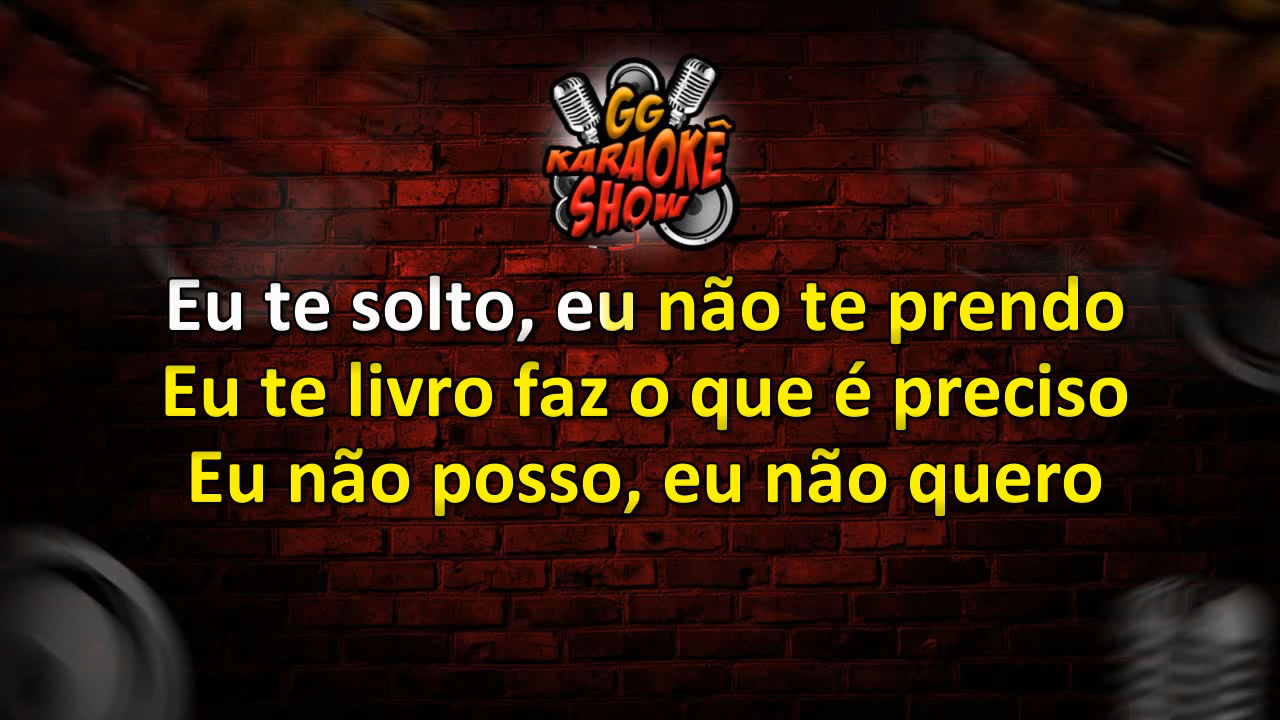 GG
KARAOKÊ
SHOW
Eu te solto, eu não te prendo
Eu te livro faz o que é preciso
Eu não posso, eu não quero